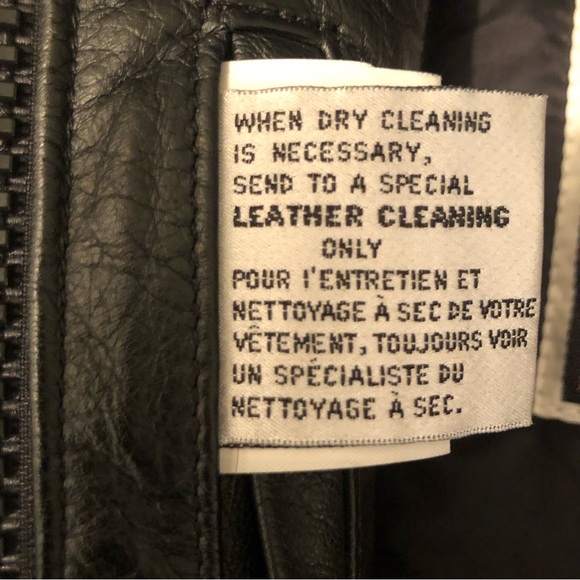 WHEN DRY CLEANING
IS NECESSARY,
SEND TO A SPECIAL
LEATHER CLEANING
ONLY
POUR I'ENTRETIEN ET
NETTOYAGE À SEC DE VOTRE
VÊTEMENT, TOUJOURS VOIR
UN SPÉCIALISTE DU
NETTOYAGE À SEC.